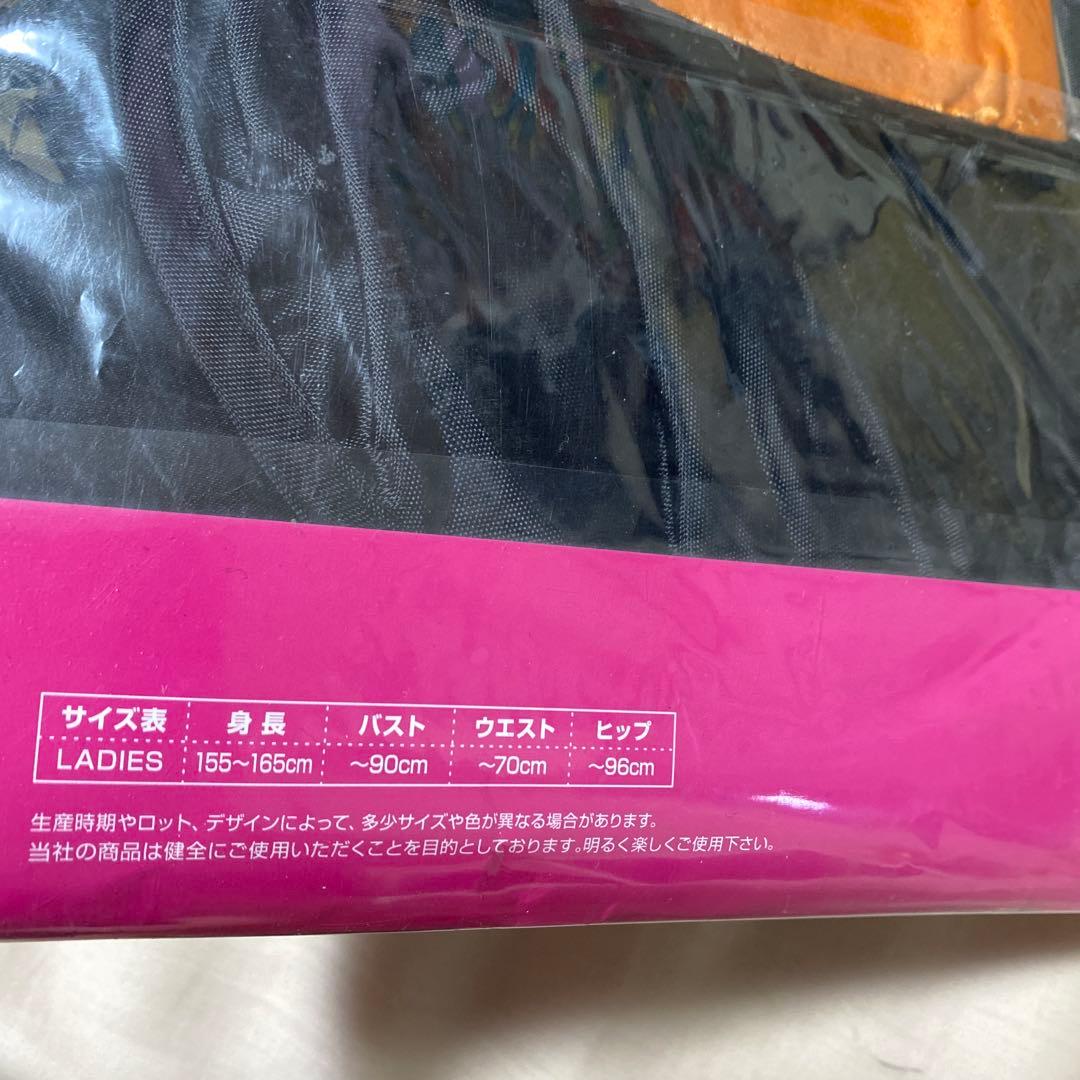 サイズ表 身長 バスト ウエスト ヒップ
LADIES 155~165cm ~90cm ~70cm ~96cm
生産時期やロット、デザインによって、多少サイズや色が異なる場合があります。
当社の商品は健全にご使用いただくことを目的としております。明るく楽しくご使用下さい。